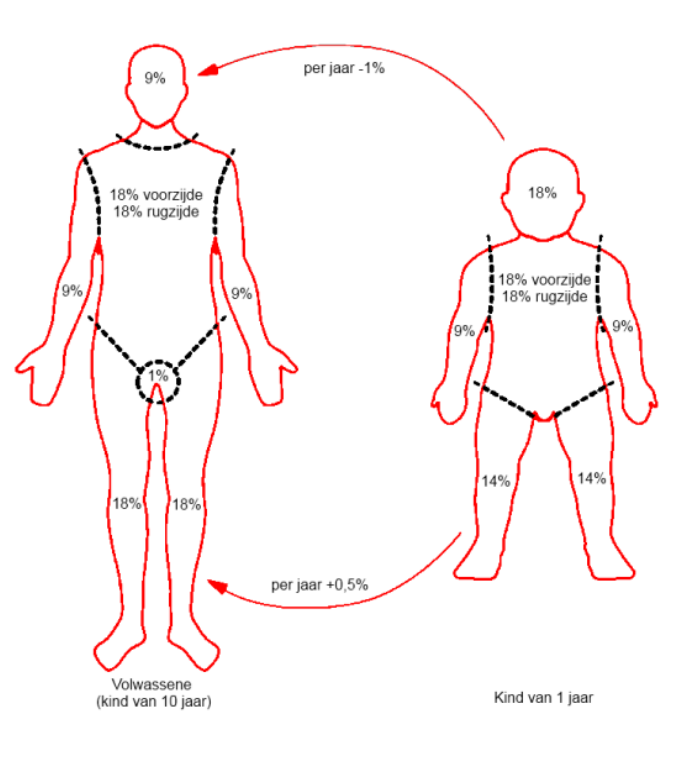 9%
per jaar -1%
18% voorzijde
18% rugzijde
9%
9%
1%
18%
18%
per jaar +0,5%
Volwassene
(kind van 10 jaar)
18%
18% voorzijde
18% rugzijde
9%
9%
14%
14%
Kind van 1 jaar